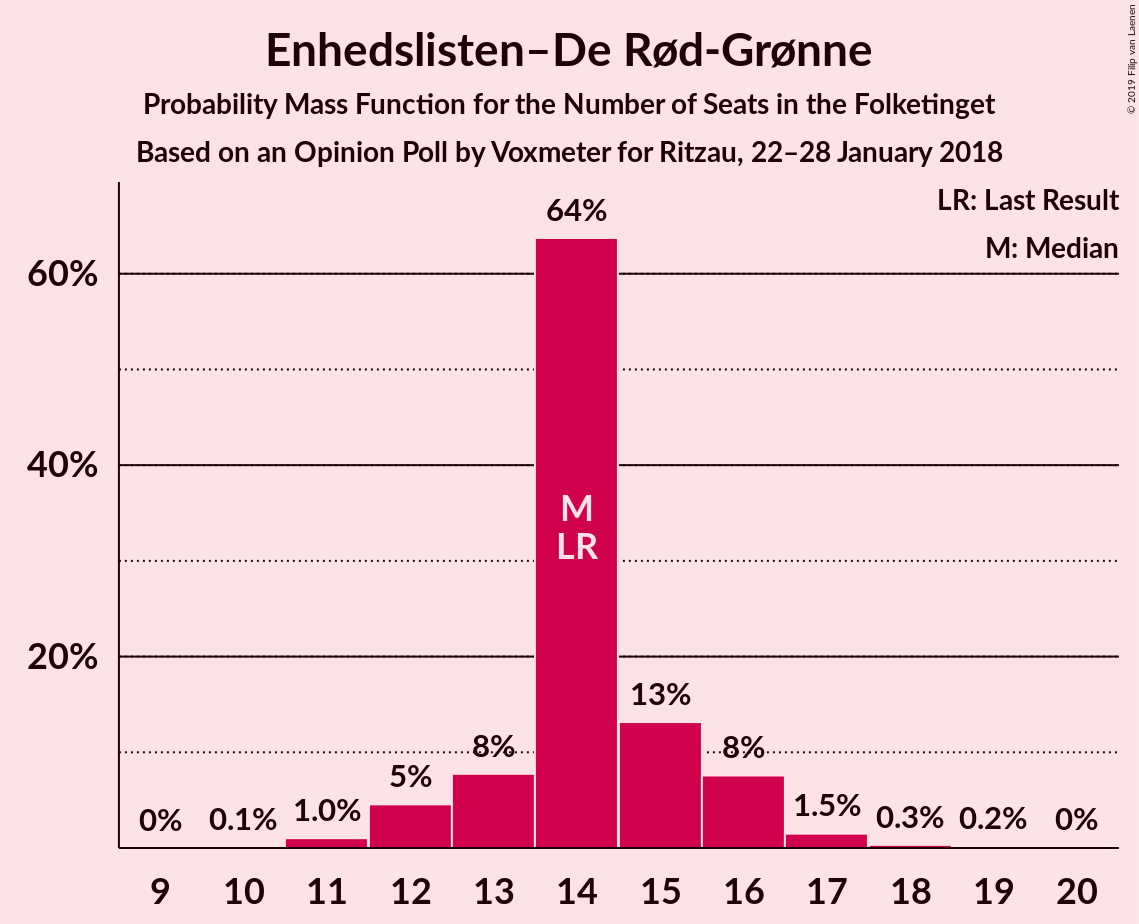 Enhedslisten–De Rød-Grønne
Probability Mass Function for the Number of Seats in the Folketinget
Based on an Opinion Poll by Voxmeter for Ritzau, 22–28 January 2018
© 2019 Filip van Laenen
LR: Last Result
M: Median
60%
40%
20%
0%
0.1%
1.0%
5%
8%
64%
M
LR
13%
8%
1.5%
0.3%
0.2%
0%
9 10 11 12 13 14 15 16 17 18 19 20